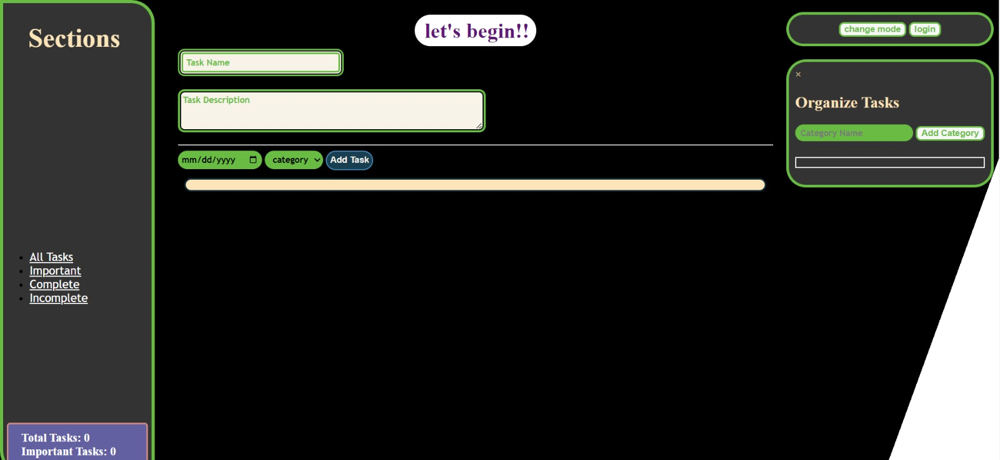 Sections
All Tasks
Important
Complete
Incomplete
Total Tasks: 0
Important Tasks: 0
let's begin!!
Task Name
Task Description
mm/dd/yyyy category Add Task
change mode login
×
Organize Tasks
Category Name Add Category